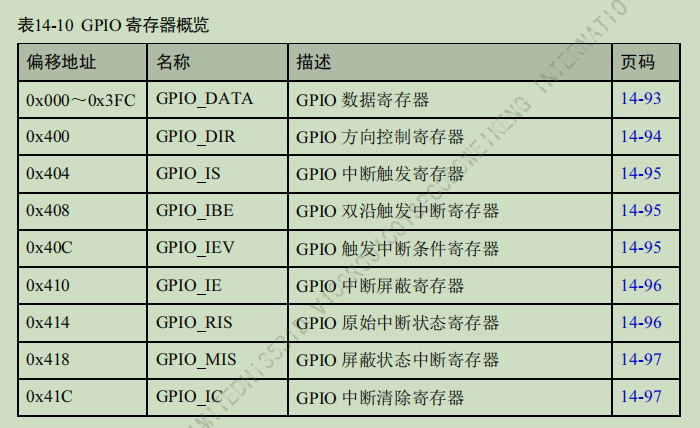 表14-10 GPIO 寄存器概览
偏移地址 名称 描述 页码
0x000～0x3FC GPIO_DATA GPIO 数据寄存器 14-93
0x400 GPIO_DIR GPIO 方向控制寄存器 14-94
0x404 GPIO_IS GPIO 中断触发寄存器 14-95
0x408 GPIO_IBE GPIO 双沿触发中断寄存器 14-95
0x40C GPIO_IEV GPIO 触发中断条件寄存器 14-95
0x410 GPIO_IE GPIO 中断屏蔽寄存器 14-96
0x414 GPIO_RIS GPIO 原始中断状态寄存器 14-96
0x418 GPIO_MIS GPIO 屏蔽状态中断寄存器 14-97
0x41C GPIO_IC GPIO 中断清除寄存器 14-97